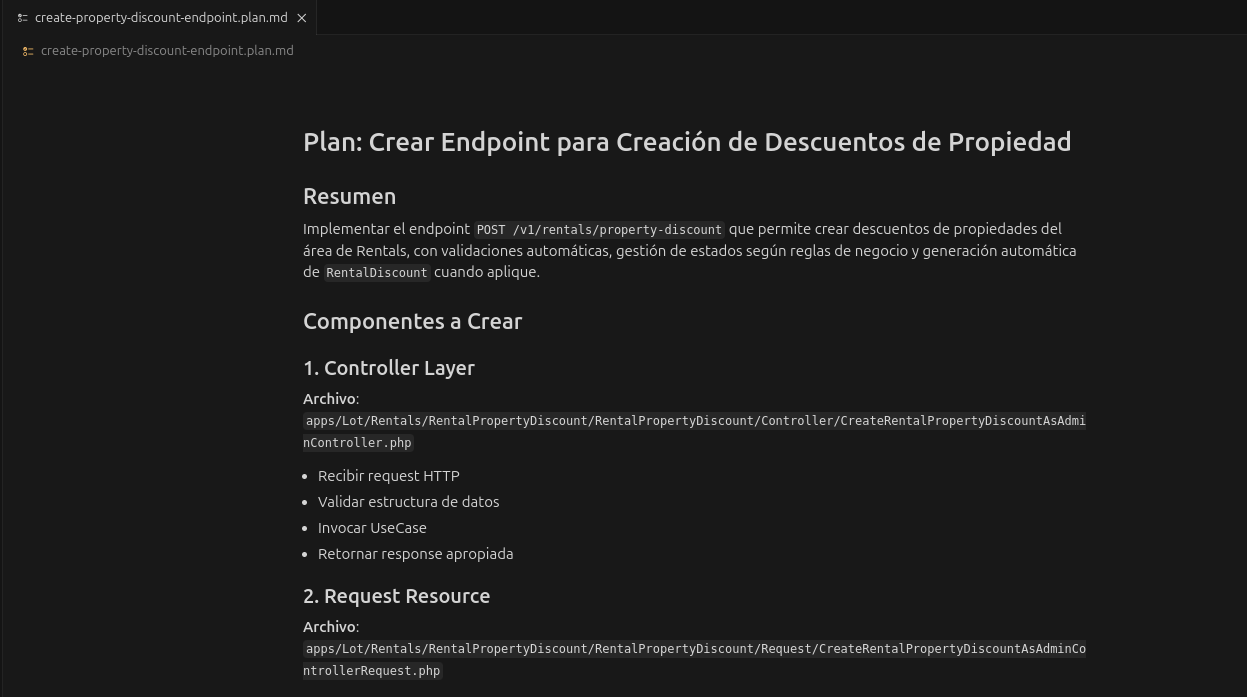 create-property-discount-endpoint.plan.md
create-property-discount-endpoint.plan.md
Plan: Crear Endpoint para Creación de Descuentos de Propiedad
Resumen
Implementar el endpoint POST /v1/rentals/property-discount que permite crear descuentos de propiedades del
área de Rentals, con validaciones automáticas, gestión de estados según reglas de negocio y generación automática
de RentalDiscount cuando aplique.
Componentes a Crear
1. Controller Layer
Archivo:
apps/Lot/Rentals/RentalPropertyDiscount/RentalPropertyDiscount/Controller/CreateRentalPropertyDiscountAsAdmi
nController.php
• Recibir request HTTP
• Validar estructura de datos
• Invocar UseCase
• Retornar response apropiada
2. Request Resource
Archivo:
apps/Lot/Rentals/RentalPropertyDiscount/RentalPropertyDiscount/Request/CreateRentalPropertyDiscountAsAdminCo
ntrollerRequest.php